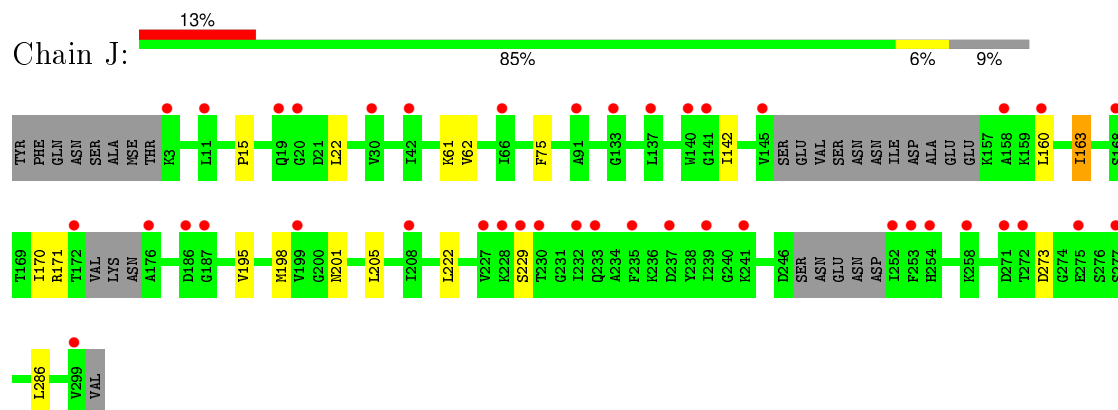 13%
Chain J:
85% 6% 9%
TYR PHE GLN ASN SER ALA MSE THR K3 L11 P15 Q19 G20 D21 L22 V30 I42 K61 V62 I66 F75 A91 G133 L137 W140 G141 I142 V145 SER GLU VAL SER ASN ASN ILE ASP ALA GLU GLU K157 A158 K159 L160 I163 S168
T169 I170 R171 T172 VAL LYS ASN A176 D186 G187 V195 M198 V199 G200 N201 L205 I208 L222 V227 K228 S229 T230 G231 I232 Q233 A234 F235 K236 D237 Y238 I239 G240 K241 D246 SER ASN GLU ASN ASP I252 F253 H254 K258 D271 T272 D273 G274 E275 S276 S277
L286 V299 VAL